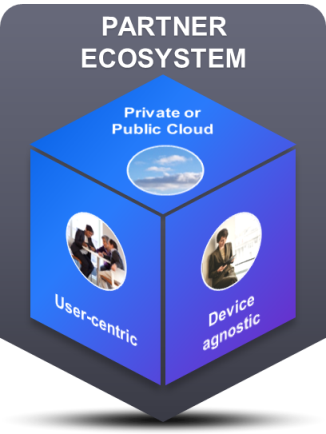 PARTNER
ECOSYSTEM
Private or
Public Cloud
User-centric
Device
agnostic